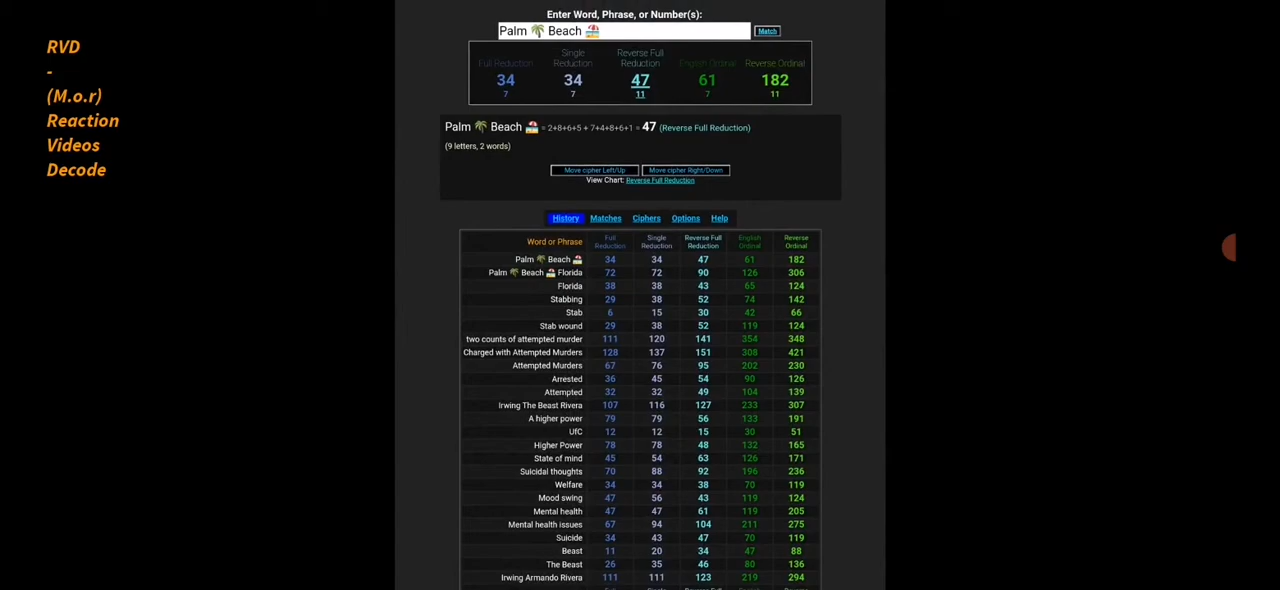 RVD
-
(M.o.r)
Reaction
Videos
Decode
Enter Word, Phrase, or Number(s):
Palm 🌴 Beach 🏖 Match
Full Reduction Single Reduction Reverse Full Reduction English Ordinal Reverse Ordinal
34 34 47 61 182
7 7 11 7 11
Palm 🌴 Beach 🏖 = 2+8+6+5 + 7+4+8+6+1 = 47 (Reverse Full Reduction)
(9 letters, 2 words)
Move cipher Left/Up Move cipher Right/Down
View Chart: Reverse Full Reduction
History Matches Ciphers Options Help
Word or Phrase Full Reduction Single Reduction Reverse Full Reduction English Ordinal Reverse Ordinal
Palm 🌴 Beach 🏖 34 34 47 61 182
Palm 🌴 Beach 🏖 Florida 72 72 90 126 306
Florida 38 38 43 65 124
Stabbing 29 38 52 74 142
Stab 6 15 30 42 66
Stab wound 29 38 52 119 124
two counts of attempted murder 111 120 141 354 348
Charged with Attempted Murders 128 137 151 308 421
Attempted Murders 67 76 95 202 230
Arrested 36 45 54 90 126
Attempted 32 32 49 104 139
Irwing The Beast Rivera 107 116 127 233 307
A higher power 79 79 56 133 191
UfC 12 12 15 30 51
Higher Power 78 78 48 132 165
State of mind 45 54 63 126 171
Suicidal thoughts 70 88 92 196 236
Welfare 34 34 38 70 119
Mood swing 47 56 43 119 124
Mental health 47 47 61 119 205
Mental health issues 67 94 104 211 275
Suicide 34 43 47 70 119
Beast 11 20 34 47 88
The Beast 26 35 46 80 136
Irwing Armando Rivera 111 111 123 219 294